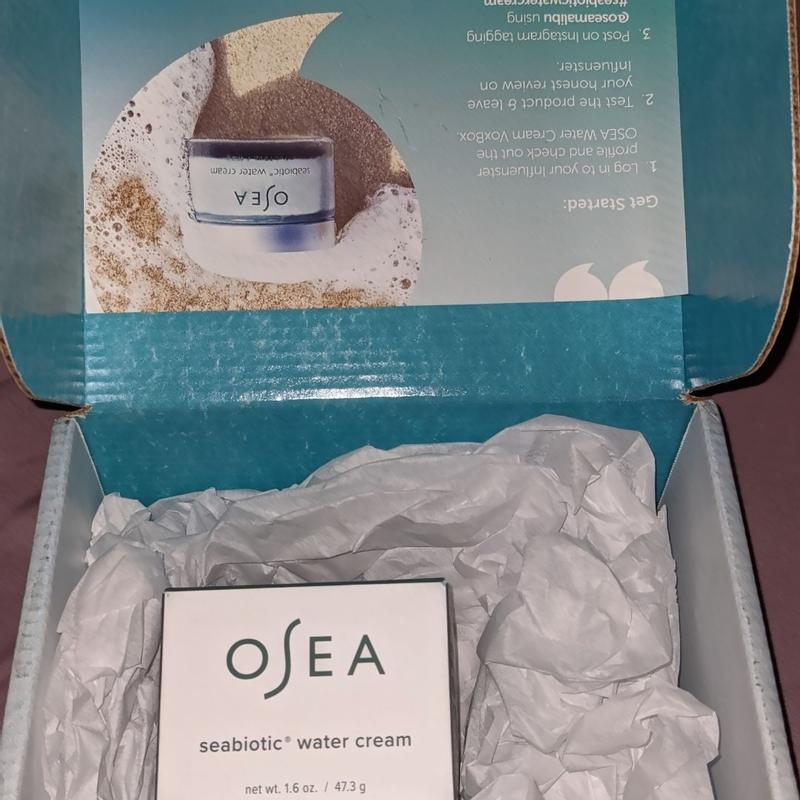 Get Started:
1. Log in to your Influenster
profile and check out the
OSEA Water Cream VoxBox.
2. Test the product & leave
your honest review on
Influenster.
3. Post on Instagram tagging
@oseamalibu using
#seabioticwatercream
OSEA
seabiotic® water cream
OSEA
seabiotic® water cream
net wt. 1.6 oz. / 47.3 g